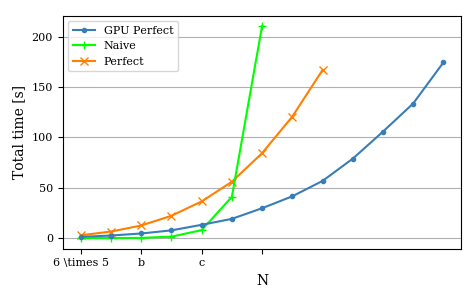 GPU Perfect
Naive
Perfect
Total time [s]
200
150
100
50
0
6 \times 5
b
c
N